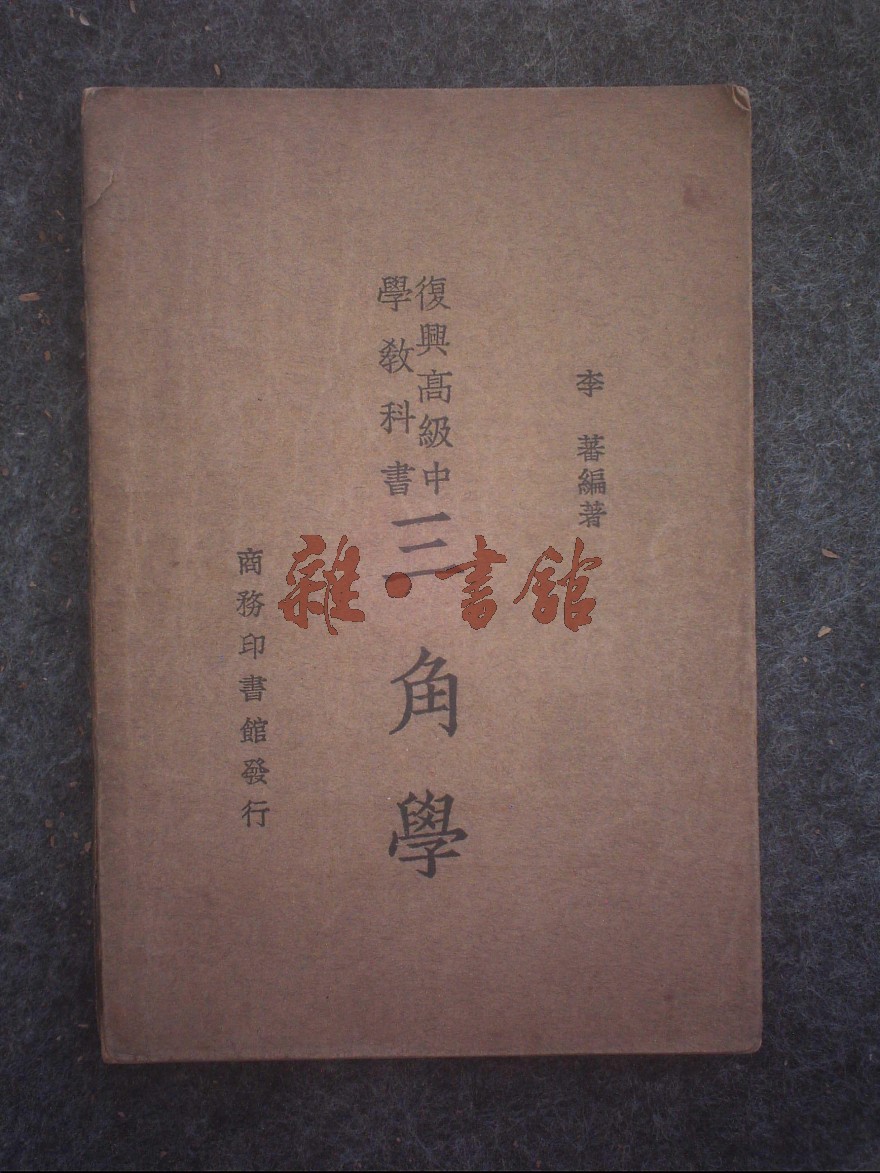 李蕃編著
復興高級中
學教科書
三角學
商務印書館發行
雜·書館